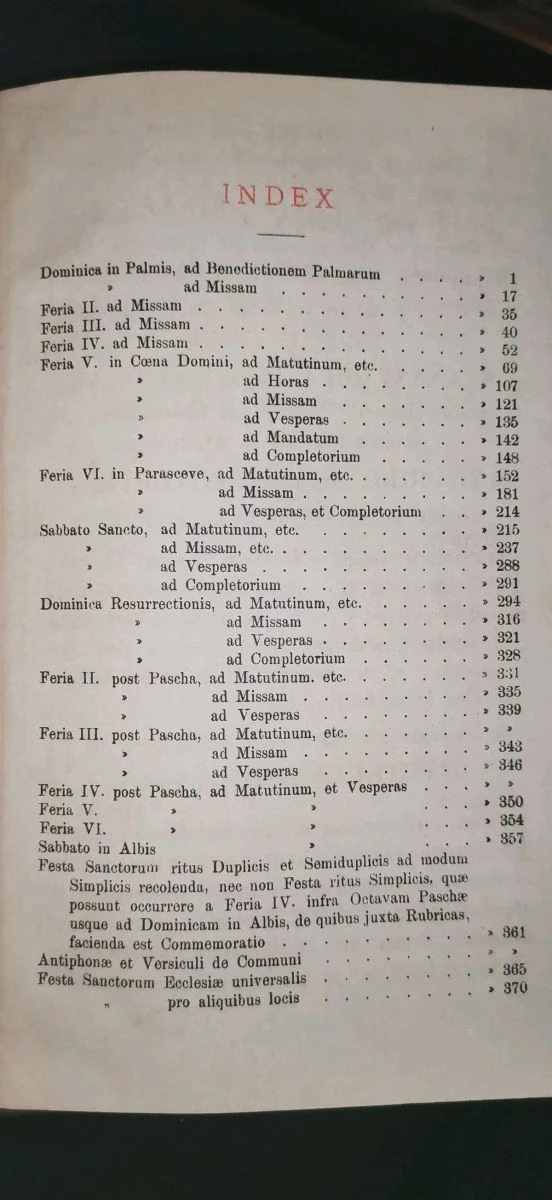 INDEX
Dominica in Palmis, ad Benedictionem Palmarum . . . . » 1
» ad Missam . . . . . . . . . . » 17
Feria II. ad Missam . . . . . . . . . . . . . » 35
Feria III. ad Missam . . . . . . . . . . . . . » 40
Feria IV. ad Missam . . . . . . . . . . . . . » 52
Feria V. in Cœna Domini, ad Matutinum, etc. . . . . » 69
» ad Horas . . . . . . . » 107
» ad Missam . . . . . . » 121
» ad Vesperas . . . . . . » 135
» ad Mandatum . . . . . . » 142
» ad Completorium . . . . . » 148
Feria VI. in Parasceve, ad Matutinum, etc. . . . . . » 152
» ad Missam . . . . . . . . » 181
» ad Vesperas, et Completorium . . » 214
Sabbato Sancto, ad Matutinum, etc. . . . . . . . » 215
» ad Missam, etc. . . . . . . . . » 237
» ad Vesperas . . . . . . . . . » 288
» ad Completorium . . . . . . . . » 291
Dominica Resurrectionis, ad Matutinum, etc. . . . . . » 294
» ad Missam . . . . . . . » 316
» ad Vesperas . . . . . . . » 321
» ad Completorium . . . . . » 328
Feria II. post Pascha, ad Matutinum. etc. . . . . . » 331
» ad Missam . . . . . . . . » 335
» ad Vesperas . . . . . . . » 339
Feria III. post Pascha, ad Matutinum, etc. . . . . . » »
» ad Missam . . . . . . . . » 343
» ad Vesperas . . . . . . . » 346
Feria IV. post Pascha, ad Matutinum, et Vesperas . . . » »
Feria V. » » . . . » 350
Feria VI. » » . . . » 354
Sabbato in Albis » . . . » 357
Festa Sanctorum ritus Duplicis et Semiduplicis ad modum
Simplicis recolenda, nec non Festa ritus Simplicis, quæ
possunt occurrere a Feria IV. infra Octavam Paschæ
usque ad Dominicam in Albis, de quibus juxta Rubricas,
facienda est Commemoratio . . . . . . . . . » 361
Antiphonæ et Versiculi de Communi . . . . . . . » »
Festa Sanctorum Ecclesiæ universalis . . . . . . . » 365
„ pro aliquibus locis . . . . . . . » 370